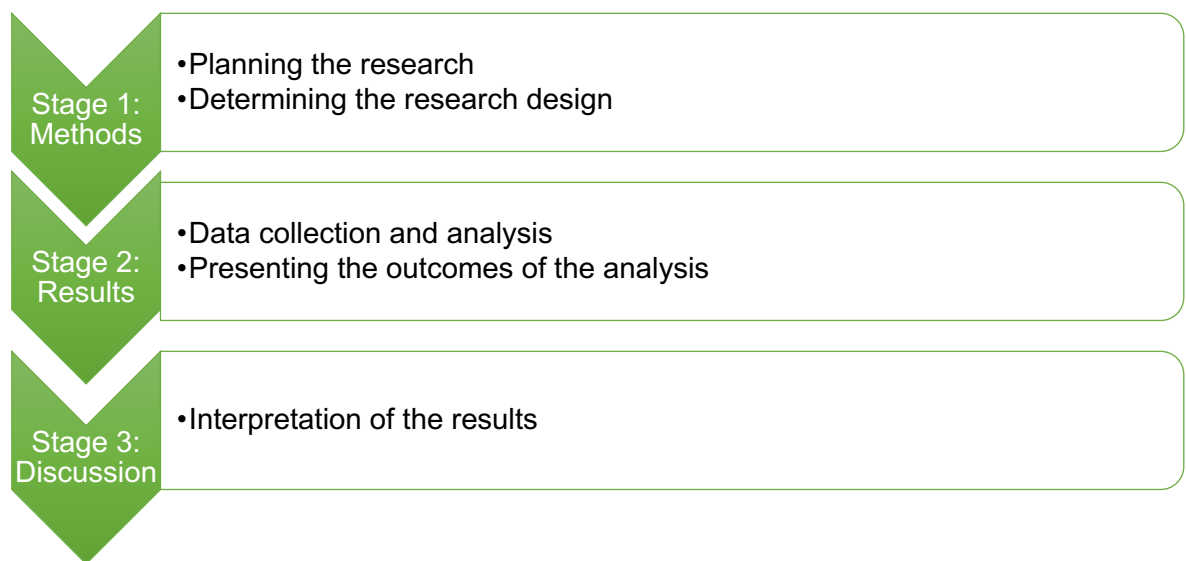 Stage 1:
Methods
•Planning the research
•Determining the research design
Stage 2:
Results
•Data collection and analysis
•Presenting the outcomes of the analysis
Stage 3:
Discussion
•Interpretation of the results